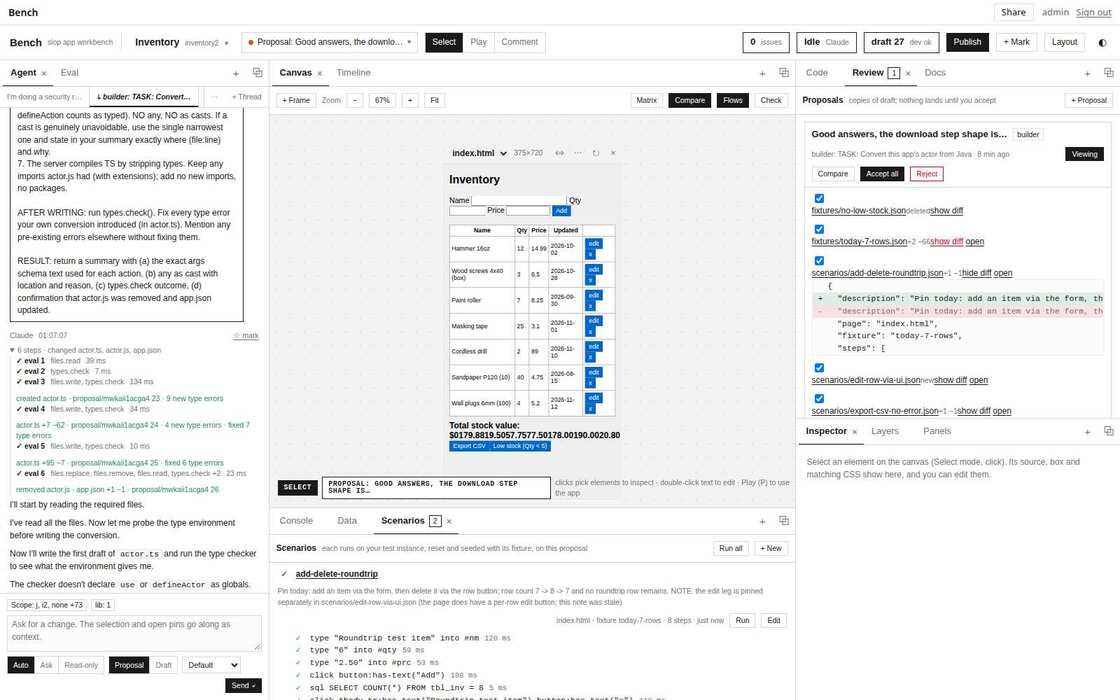 Bench
Share admin Sign out
Bench slop app workbench Inventory inventory2 Proposal: Good answers, the downlo… Select Play Comment 0 issues Idle Claude draft 27 dev ok Publish + Mark Layout
Agent × Eval +
I'm doing a security r… ↳ builder: TASK: Convert… ··· + Thread
defineAction counts as typed). NO any, NO as casts. If a
cast is genuinely unavoidable, use the single narrowest
one and state in your summary exactly where (file:line)
and why.
7. The server compiles TS by stripping types. Keep any
imports actor.js had (with extensions); add no new imports,
no packages.
AFTER WRITING: run types.check(). Fix every type error
your own conversion introduced (in actor.ts). Mention any
pre-existing errors elsewhere without fixing them.
RESULT: return a summary with (a) the exact args
schema text used for each action, (b) any as cast with
location and reason, (c) types.check outcome, (d)
confirmation that actor.js was removed and app.json
updated.
Claude 01:07:07 ☆ mark
▾ 6 steps · changed actor.ts, actor.js, app.json
✓ eval 1 files.read 39 ms
✓ eval 2 types.check 7 ms
✓ eval 3 files.write, types.check 134 ms
created actor.ts · proposal/mwkaii1acga4 23 · 9 new type errors
✓ eval 4 files.write, types.check 34 ms
actor.ts +7 −62 · proposal/mwkaii1acga4 24 · 4 new type errors · fixed 7
type errors
✓ eval 5 files.write, types.check 10 ms
actor.ts +95 −7 · proposal/mwkaii1acga4 25 · fixed 6 type errors
✓ eval 6 files.replace, files.remove, files.read, types.check +2 23 ms
removed actor.js · app.json +1 −1 · proposal/mwkaii1acga4 26
I'll start by reading the required files.
I've read all the files. Now let me probe the type environment
before writing the conversion.
Now I'll write the first draft of actor.ts and run the type checker
to see what the environment gives me.
The checker doesn't declare use or defineActor as globals.
Scope: j, i2, none +73 lib: 1
Ask for a change. The selection and open pins go along as
context.
Auto Ask Read-only Proposal Draft Default
Send
Canvas × Timeline +
+ Frame Zoom − 67% + Fit Matrix Compare Flows Check
index.html 375×720 ⇔ ··· ↻ ×
Inventory
Name Qty
Price Add
Name Qty Price Updated
Hammer 16oz 12 14.99 2026-10-02 edit x
Wood screws 4x40 (box) 3 6.5 2026-10-28 edit x
Paint roller 7 8.25 2026-09-30 edit x
Masking tape 25 3.1 2026-11-01 edit x
Cordless drill 2 89 2026-11-10 edit x
Sandpaper P120 (10) 40 4.75 2026-08-15 edit x
Wall plugs 6mm (100) 4 5.2 2026-11-12 edit x
Total stock value:
$0179.8819.5057.7577.50178.00190.0020.80
Export CSV Low stock (Qty < 5)
SELECT PROPOSAL: GOOD ANSWERS, THE DOWNLOAD STEP SHAPE IS… clicks pick elements to inspect · double-click text to edit · Play (P) to use the app
Console Data Scenarios 2 × +
Scenarios each runs on your test instance, reset and seeded with its fixture, on this proposal Run all + New
✓ add-delete-roundtrip
Pin today: add an item via the form, then delete it via the row button; row count 7 -> 8 -> 7 and no roundtrip row remains. NOTE: the edit leg is pinned
separately in scenarios/edit-row-via-ui.json (the page does have a per-row edit button; this note was stale)
index.html · fixture today-7-rows · 8 steps just now Run Edit
✓ type "Roundtrip test item" into #nm 120 ms
✓ type "6" into #qty 59 ms
✓ type "2.50" into #prc 53 ms
✓ click button:has-text("Add") 108 ms
✓ sql SELECT COUNT(*) FROM tbl_inv = 8 5 ms
Code Review 1 × Docs +
Proposals copies of draft; nothing lands until you accept + Proposal
Good answers, the download step shape is… builder
builder: TASK: Convert this app's actor from Java 8 min ago Viewing
Compare Accept all Reject
fixtures/no-low-stock.json deleted show diff
fixtures/today-7-rows.json +2 −66 show diff open
scenarios/add-delete-roundtrip.json +1 −1 hide diff open
{
+ "description": "Pin today: add an item via the form, th
- "description": "Pin today: add an item via the form, th
"page": "index.html",
"fixture": "today-7-rows",
"steps": [
scenarios/edit-row-via-ui.json new show diff open
scenarios/export-csv-no-error.json +1 −1 show diff open
Inspector × Layers Panels +
Select an element on the canvas (Select mode, click). Its source, box and
matching CSS show here, and you can edit them.